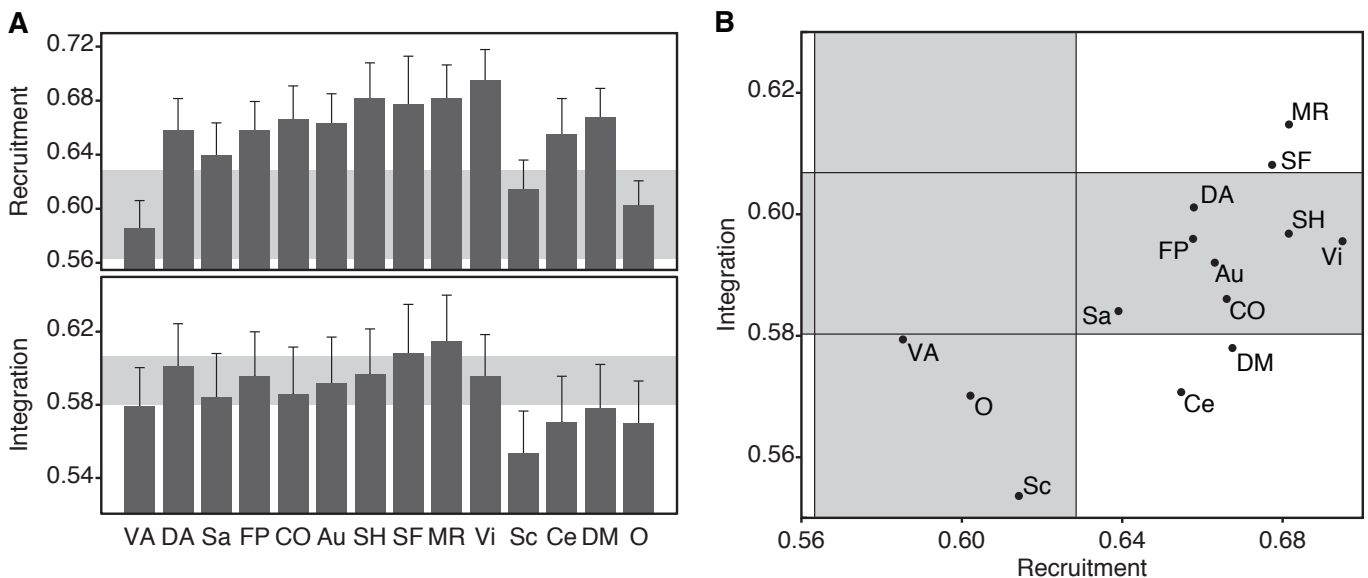 A
Recruitment
0.72
0.68
0.64
0.60
0.56
Integration
0.62
0.58
0.54
VA DA Sa FP CO Au SH SF MR Vi Sc Ce DM O
B
Integration
0.62
0.60
0.58
0.56
MR
SF
DA
SH
FP
Vi
Au
Sa
CO
VA
DM
O
Ce
Sc
0.56 0.60 0.64 0.68
Recruitment